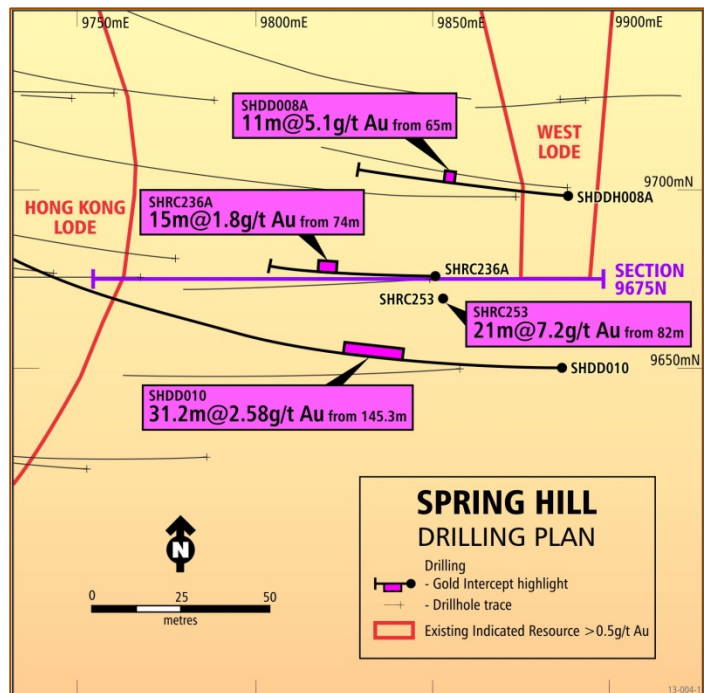 9750mE
9800mE
9850mE
9900mE
SHDD008A
11m@5.1g/t Au from 65m
WEST
LODE
9700mN
SHDDH008A
SHRC236A
15m@1.8g/t Au from 74m
HONG KONG
LODE
SHRC236A
SECTION
9675N
SHRC253
SHRC253
21m@7.2g/t Au from 82m
9650mN
SHDD010
SHDD010
31.2m@2.58g/t Au from 145.3m
SPRING HILL
DRILLING PLAN
Drilling
- Gold Intercept highlight
- Drillhole trace
Existing Indicated Resource >0.5g/t Au
N
0 25 50
metres
13-004-1